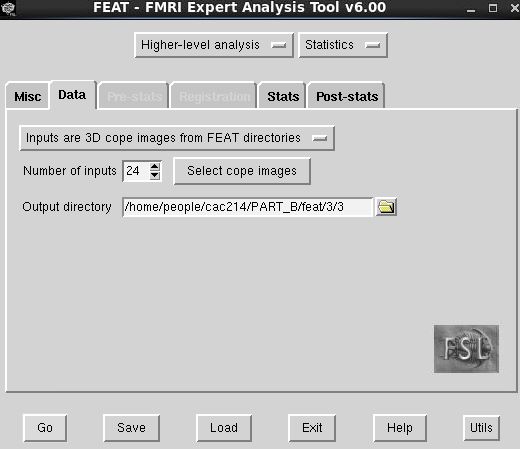 FEAT - FMRI Expert Analysis Tool v6.00
Higher-level analysis Statistics
Misc Data Pre-stats Registration Stats Post-stats
Inputs are 3D cope images from FEAT directories
Number of inputs 24 Select cope images
Output directory /home/people/cac214/PART_B/feat/3/3
FSL
Go Save Load Exit Help Utils